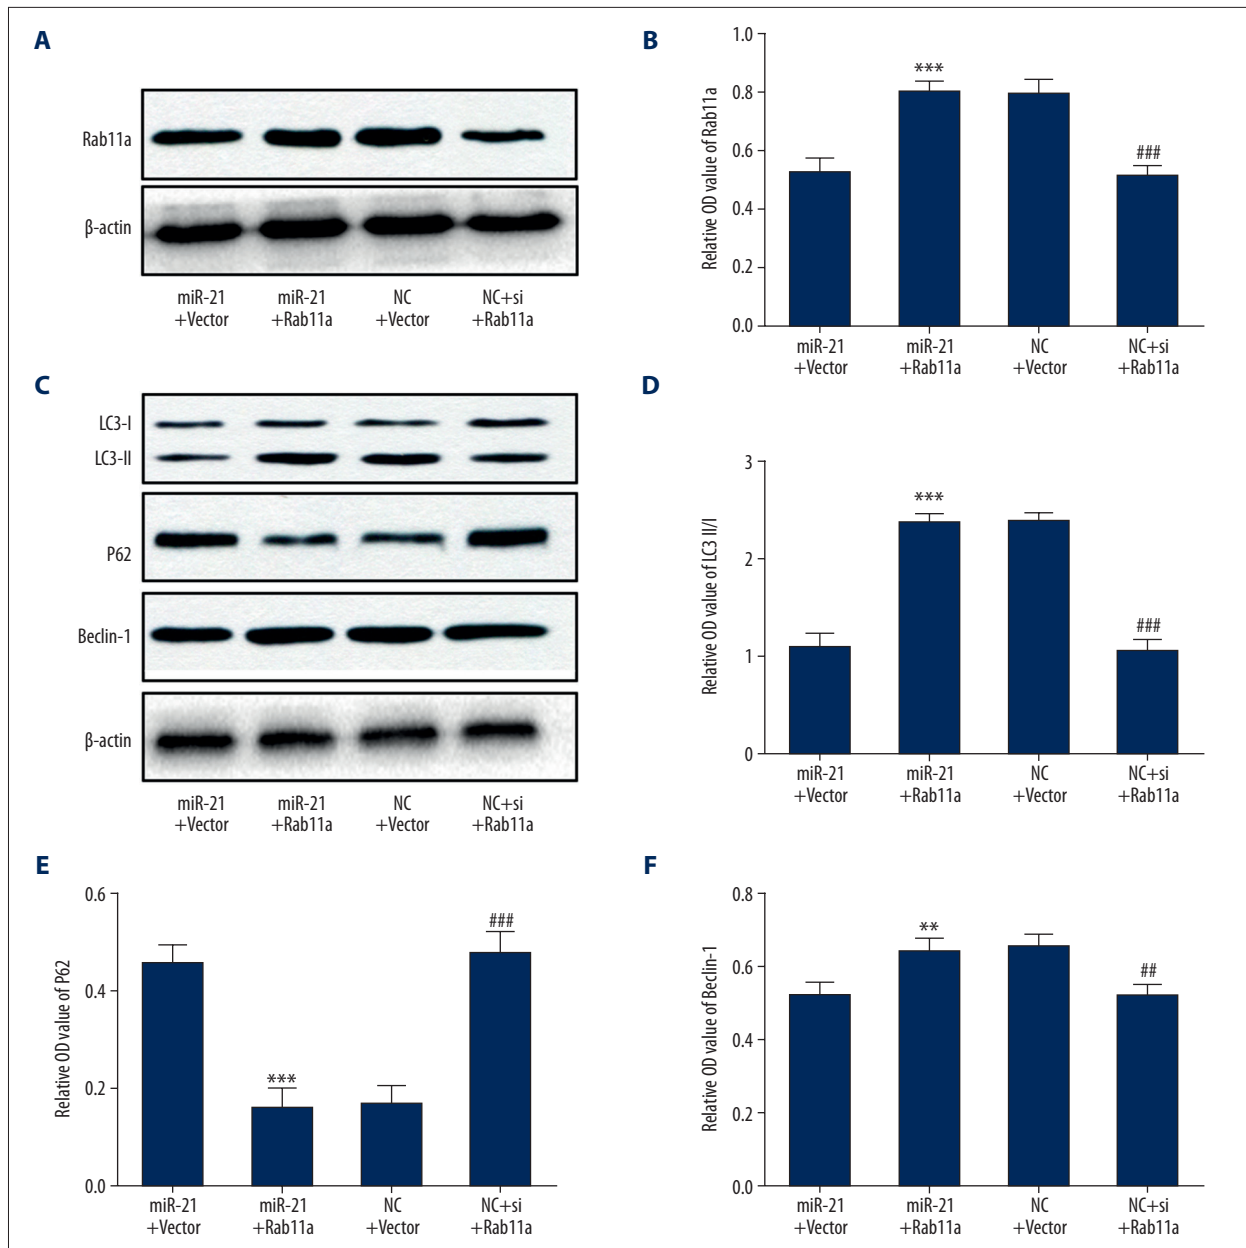 A
Rab11a
β-actin
miR-21 miR-21 NC NC+si
+Vector +Rab11a +Vector +Rab11a
B
Relative OD value of Rab11a
1.0
0.8
0.6
0.4
0.2
0.0
***
###
miR-21 miR-21 NC NC+si
+Vector +Rab11a +Vector +Rab11a
C
LC3-I
LC3-II
P62
Beclin-1
β-actin
miR-21 miR-21 NC NC+si
+Vector +Rab11a +Vector +Rab11a
D
Relative OD value of LC3 II/I
3
2
1
0
***
###
miR-21 miR-21 NC NC+si
+Vector +Rab11a +Vector +Rab11a
E
Relative OD value of P62
0.6
0.4
0.2
0.0
***
###
miR-21 miR-21 NC NC+si
+Vector +Rab11a +Vector +Rab11a
F
Relative OD value of Beclin-1
0.8
0.6
0.4
0.2
0.0
**
##
miR-21 miR-21 NC NC+si
+Vector +Rab11a +Vector +Rab11a